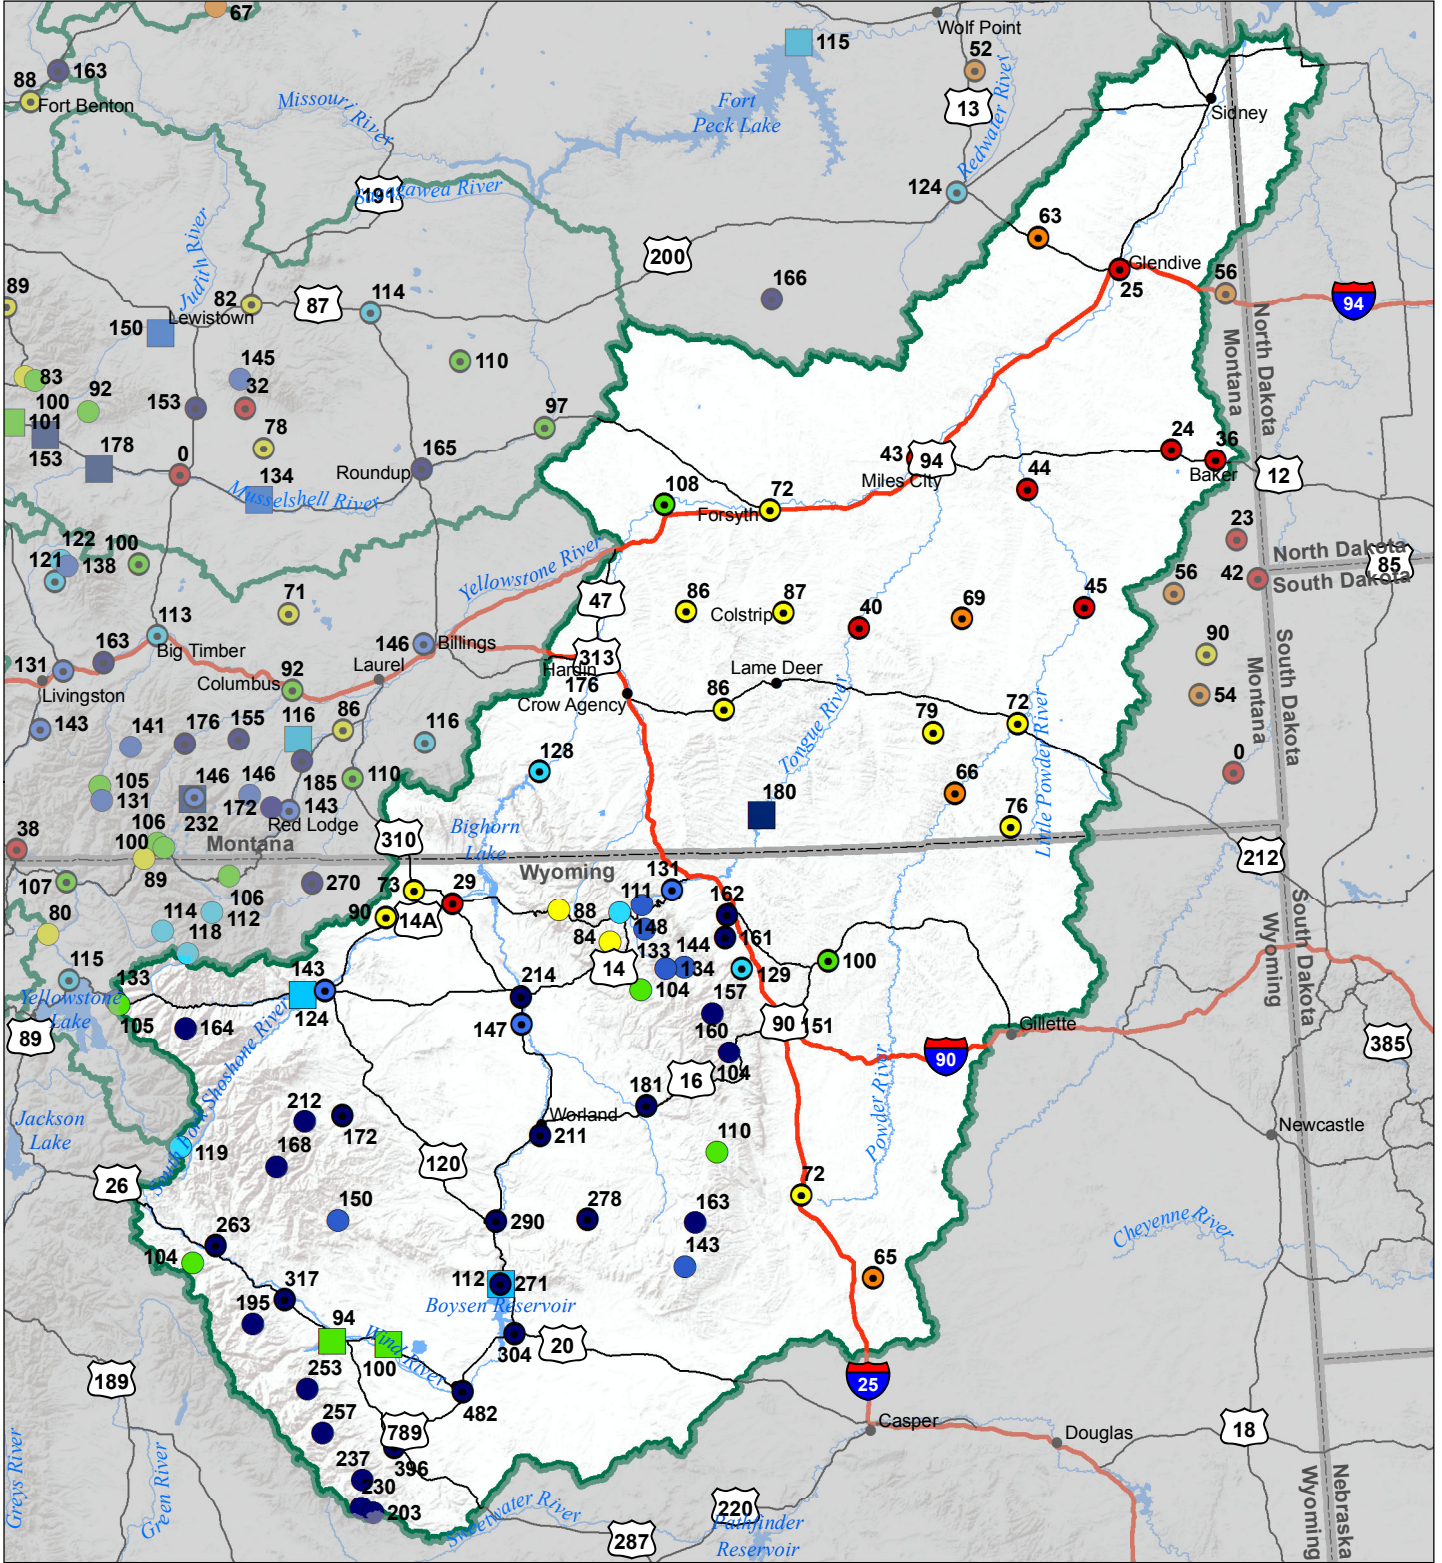 67
Wolf Point
115
52
163
88
Fort Benton
Missouri
River
Fort
Peck Lake
13
Redwater River
Sidney
191
Sacagawea River
124
Judith River
200
63
Glendive
25
56
166
89
82
87
114
94
150
Lewistown
North Dakota
Montana
145
110
83
92
32
100
101
153
153
97
178
78
0
134
Roundup
165
Musselshell River
24
36
43
94
Miles City
44
Baker
12
108
72
Forsyth
23
122
121
138
100
Yellowstone River
North Dakota
85
42
South Dakota
56
71
47
86
Colstrip
87
40
69
45
113
Big Timber
146
Billings
90
163
131
Livingston
Columbus
92
Laurel
Hardin
313
176
Crow Agency
Lame Deer
86
South Dakota
Montana
54
143
141
176
155
116
86
116
72
79
Tongue River
Little Powder River
128
0
105
131
146
232
146
172
185
143
110
Red Lodge
180
66
76
38
106
100
89
Montana
310
Bighorn
Lake
Wyoming
212
107
106
270
73
29
90
14A
131
111
88
148
162
South Dakota
Wyoming
80
114
112
118
84
161
14
133
144
134
129
100
115
133
143
214
104
Yellowstone
Lake
105
124
147
157
89
164
160
90
151
Gillette
385
South Fork Shoshone River
104
90
16
181
Powder River
Jackson
Lake
212
172
Worland
211
Newcastle
119
168
110
26
120
72
150
290
278
163
Cheyenne River
263
143
104
65
317
112
271
Boysen Reservoir
195
94
Wind River
100
304
20
189
253
25
482
257
789
Casper
Douglas
18
237
396
230
203
Greys River
Green River
Sweetwater River
220
Pathfinder
Reservoir
287
Nebraska
Wyoming